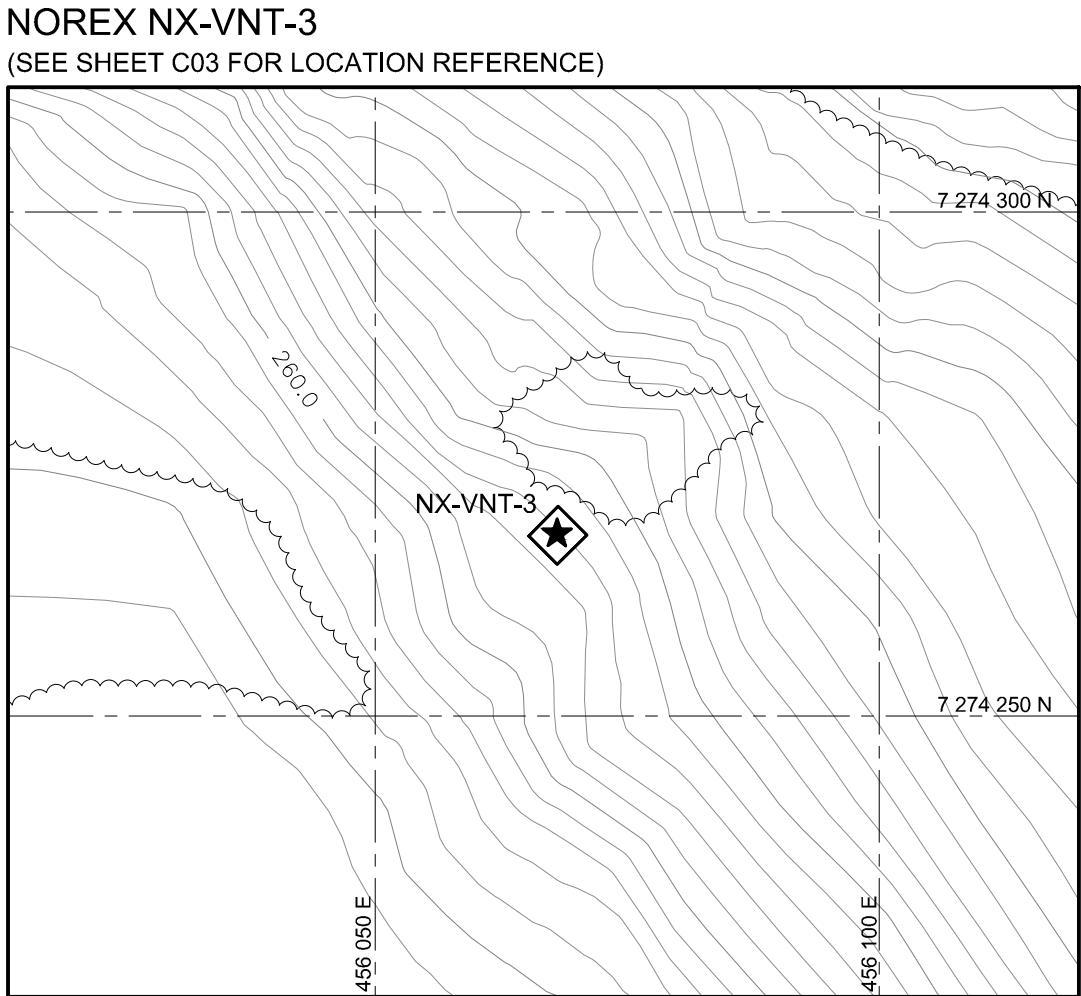 NOREX NX-VNT-3
(SEE SHEET C03 FOR LOCATION REFERENCE)
7 274 300 N
260.0
NX-VNT-3
7 274 250 N
456 050 E
456 100 E